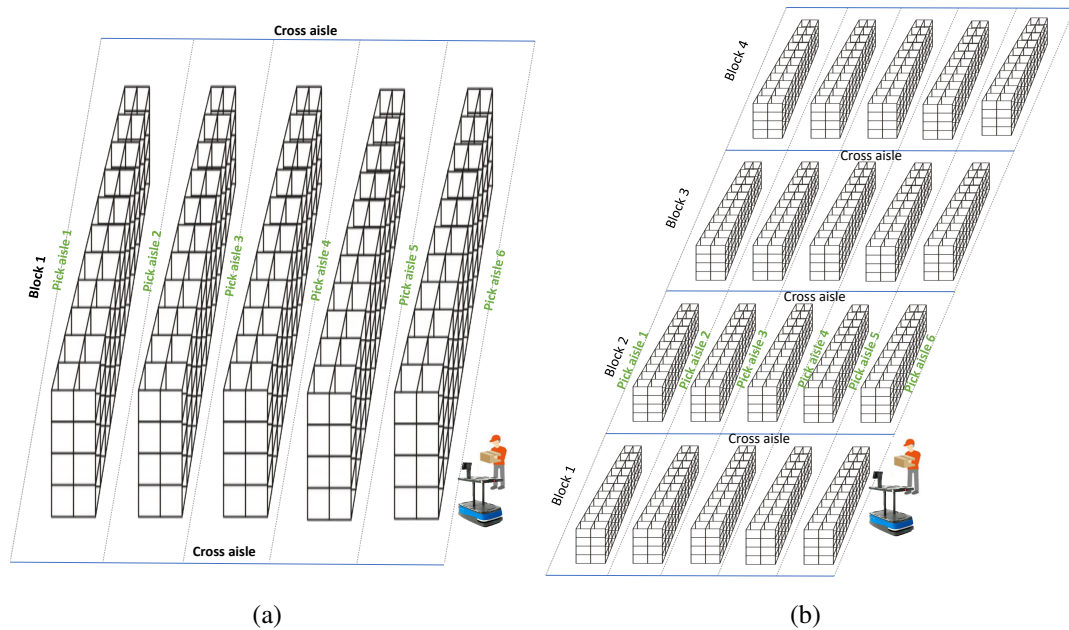 Cross aisle
Block 1
Pick aisle 1
Pick aisle 2
Pick aisle 3
Pick aisle 4
Pick aisle 5
Pick aisle 6
Cross aisle
(a)
Block 4
Cross aisle
Block 3
Cross aisle
Block 2
Pick aisle 1
Pick aisle 2
Pick aisle 3
Pick aisle 4
Pick aisle 5
Pick aisle 6
Cross aisle
Block 1
(b)